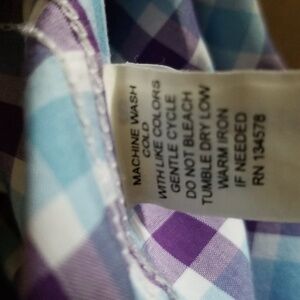 MACHINE WASH
COLD
WITH LIKE COLORS
GENTLE CYCLE
DO NOT BLEACH
TUMBLE DRY LOW
WARM IRON
IF NEEDED
RN 134578